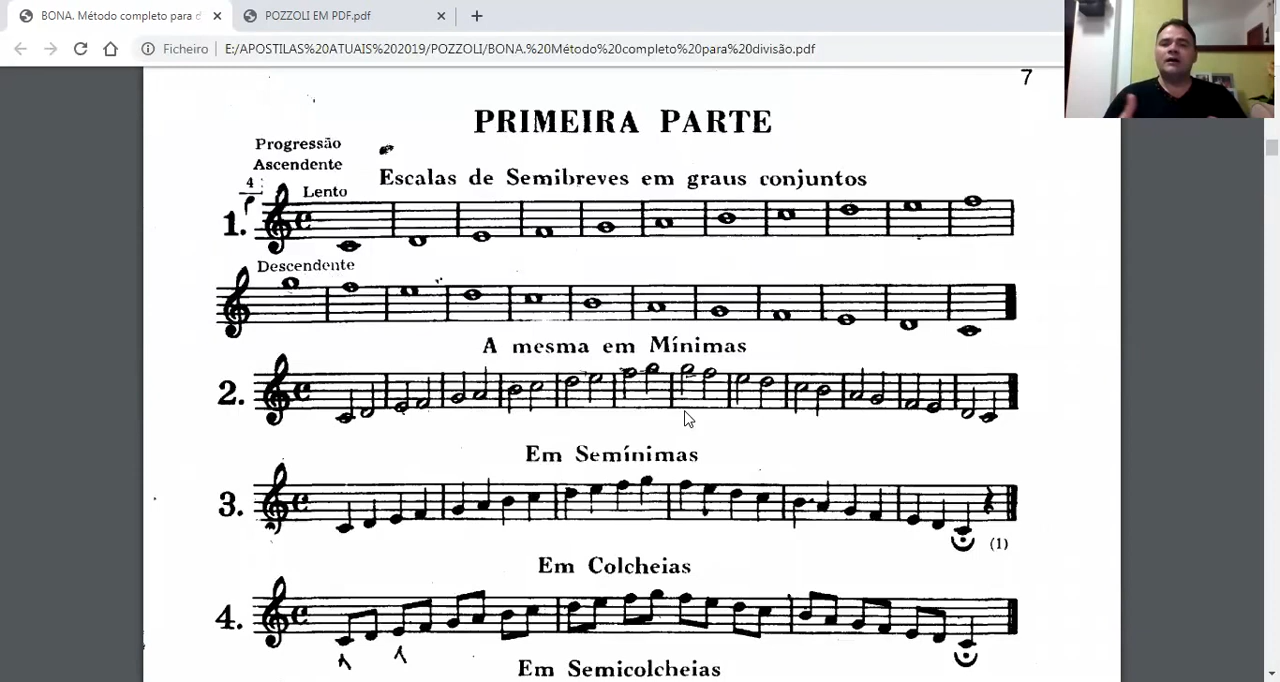 BONA. Método completo para d
POZZOLI EM PDF.pdf
Ficheiro E:/APOSTILAS%20ATUAIS%202019/POZZOLI/BONA.%20Método%20completo%20para%20divisão.pdf
7
PRIMEIRA PARTE
Progressão
Ascendente
Escalas de Semibreves em graus conjuntos
4
Lento
1.
Descendente
A mesma em Mínimas
2.
Em Semínimas
3.
(1)
Em Colcheias
4.
Em Semicolcheias